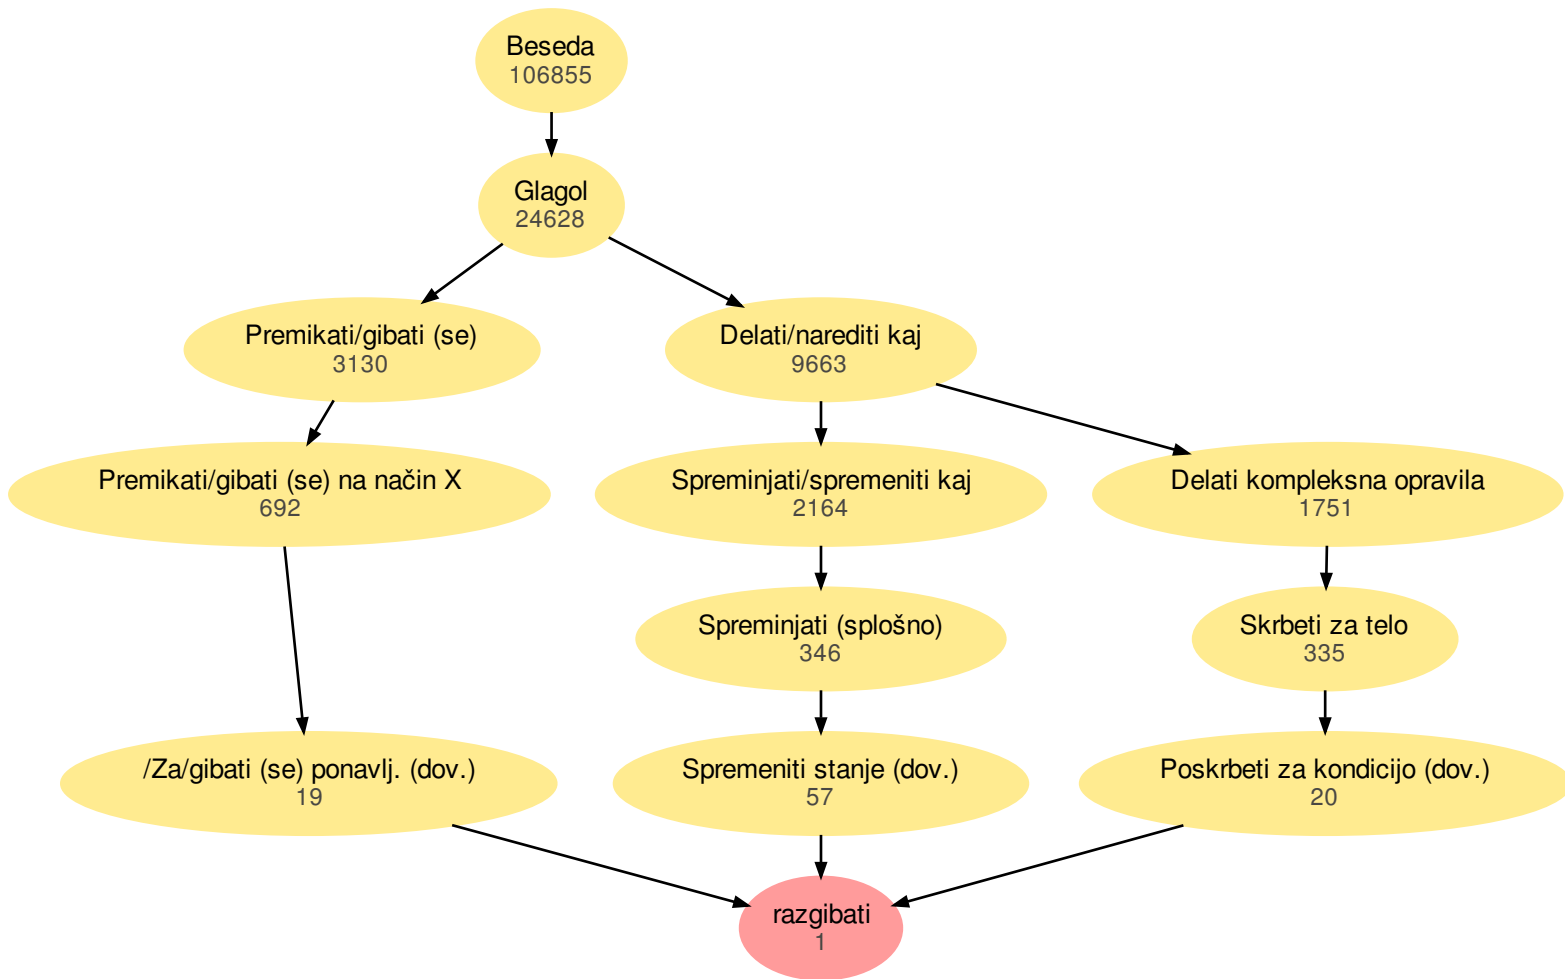 Beseda
106855
Glagol
24628
Premikati/gibati (se)
3130
Delati/narediti kaj
9663
Premikati/gibati (se) na način X
692
Spreminjati/spremeniti kaj
2164
Delati kompleksna opravila
1751
Spreminjati (splošno)
346
Skrbeti za telo
335
/Za/gibati (se) ponavlj. (dov.)
19
Spremeniti stanje (dov.)
57
Poskrbeti za kondicijo (dov.)
20
razgibati
1